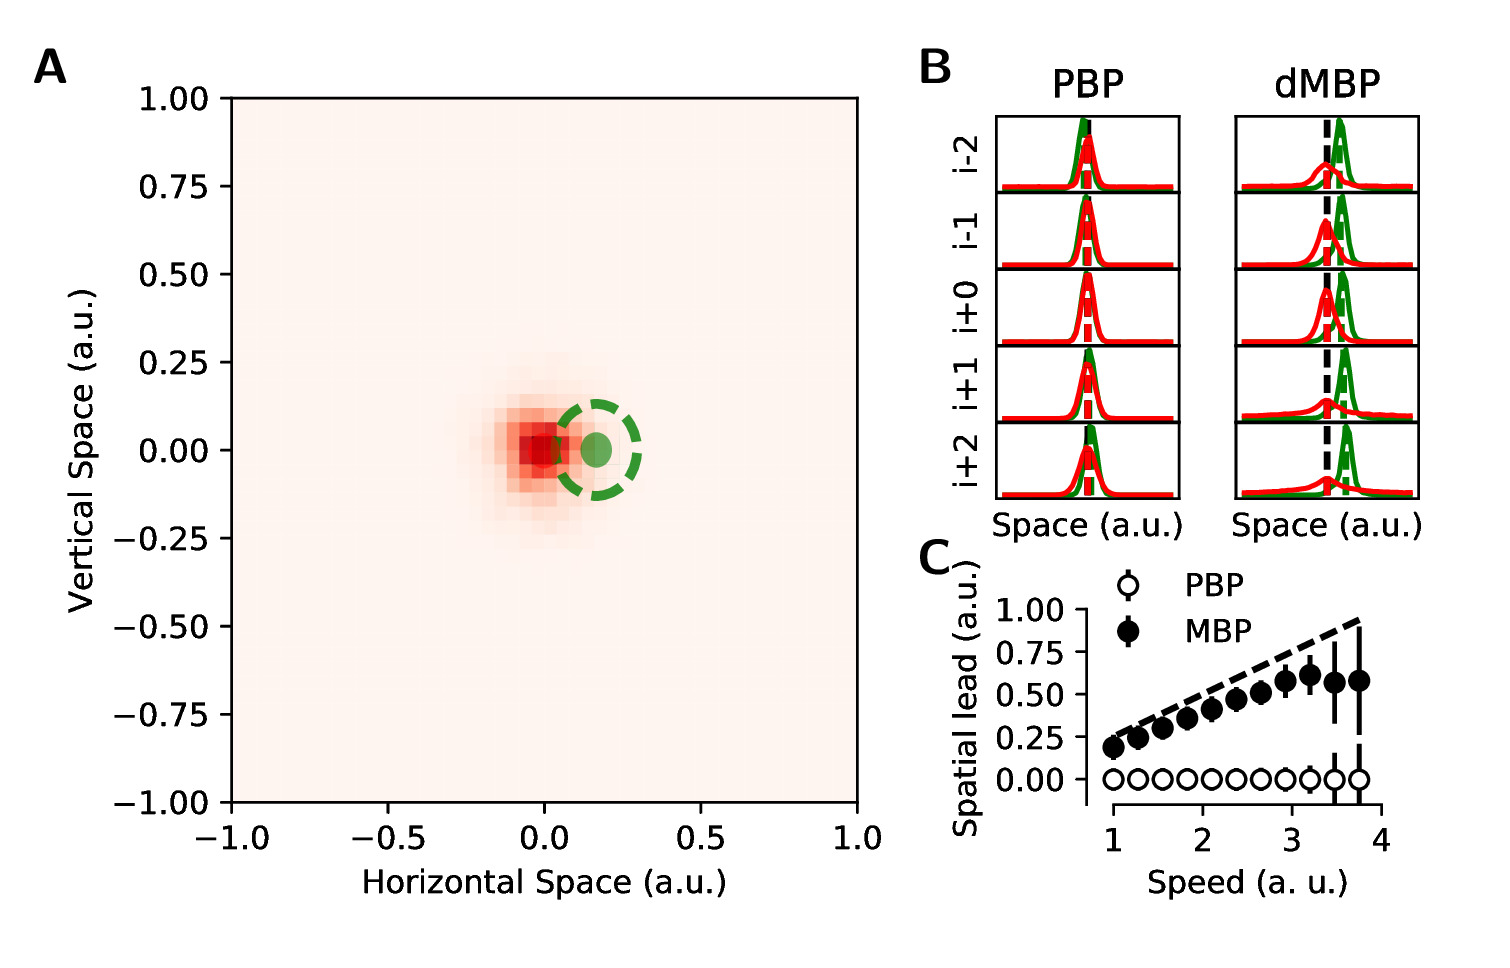 A
1.00
0.75
0.50
0.25
0.00
−0.25
−0.50
−0.75
−1.00
Vertical Space (a.u.)
−1.0
−0.5
0.0
0.5
1.0
Horizontal Space (a.u.)
B
PBP
dMBP
i-2
i-1
i+0
i+1
i+2
Space (a.u.)
Space (a.u.)
C
PBP
MBP
1.00
0.75
0.50
0.25
0.00
Spatial lead (a.u.)
1
2
3
4
Speed (a. u.)